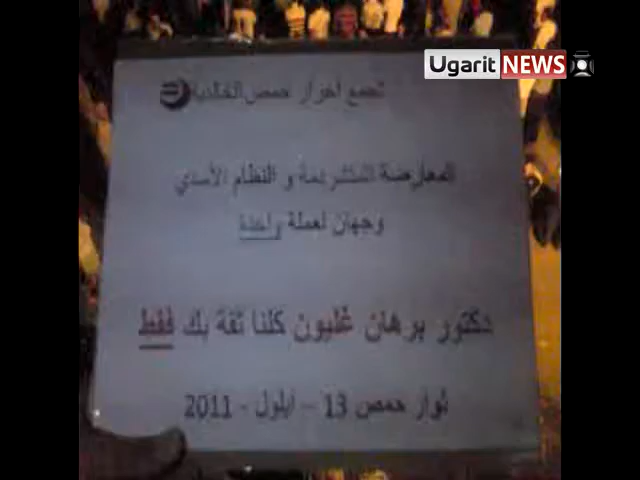 Ugarit NEWS
تجمع احرار حمص الخالدية
المعارضة المتشرذمة و النظام الأسدي
وجهان لعملة واحدة
دكتور برهان غليون كلنا ثقة بك فقط
ثوار حمص 13 – أيلول - 2011